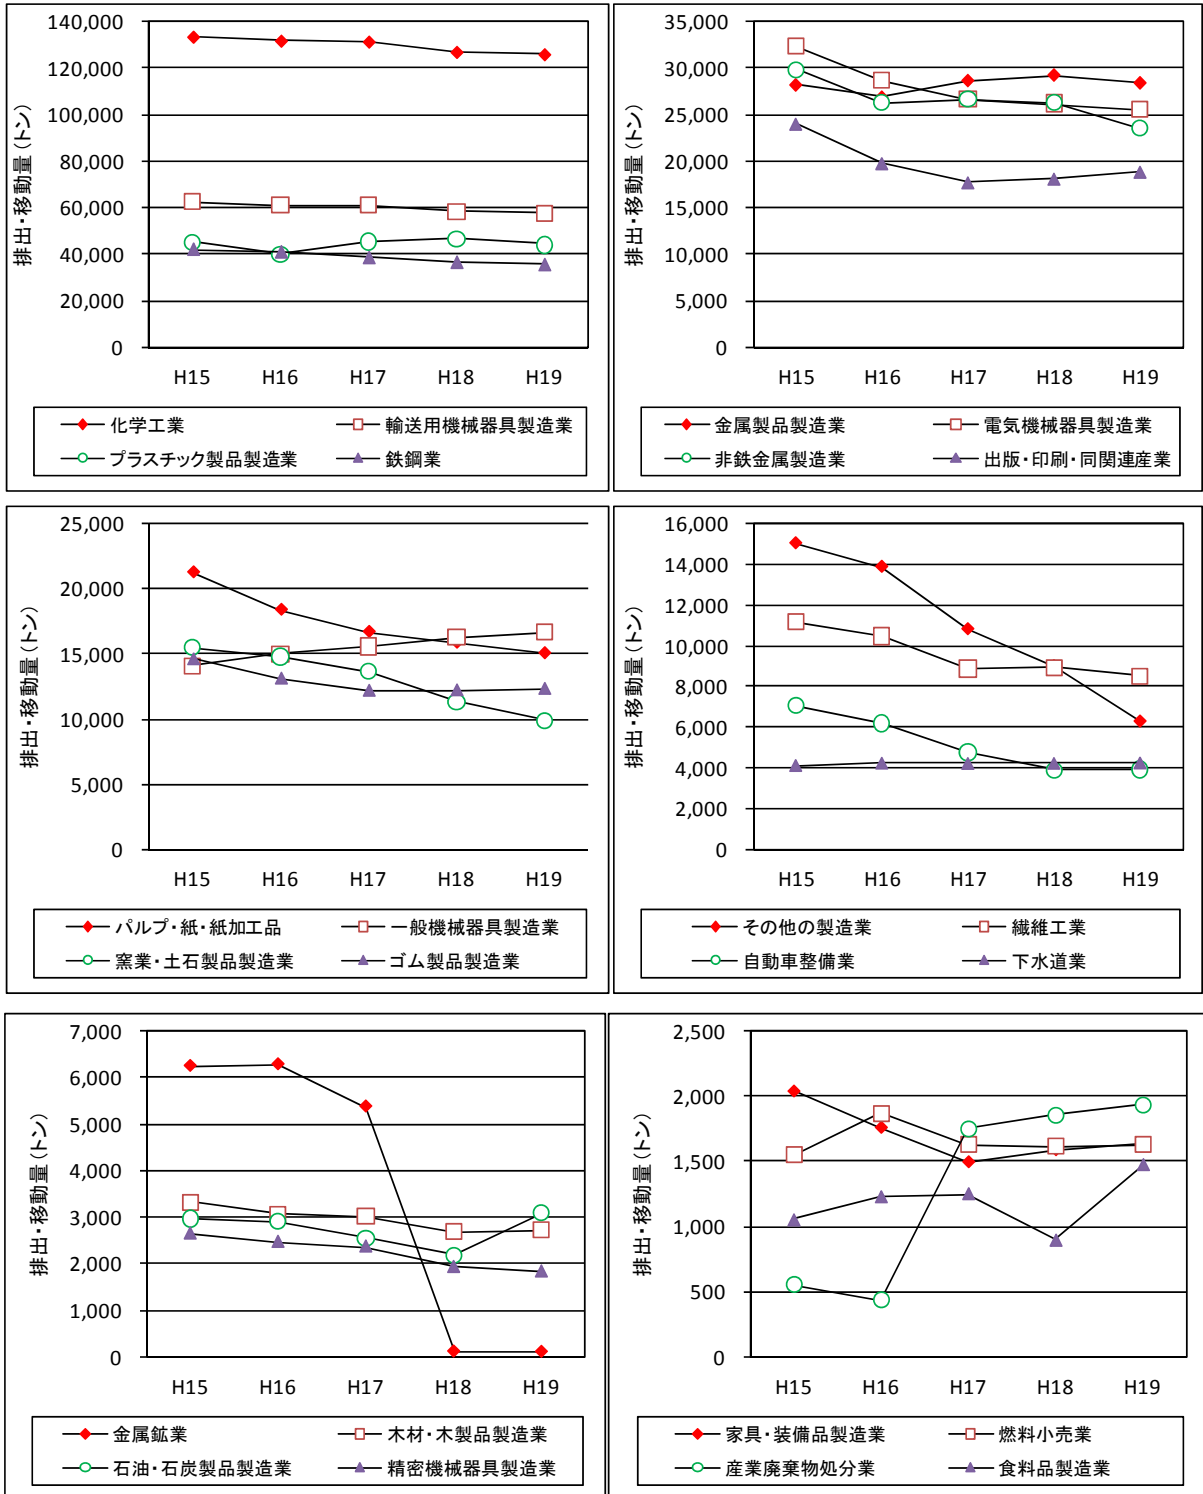 140,000
120,000
100,000
80,000
60,000
40,000
20,000
0
排出・移動量(トン)
H15 H16 H17 H18 H19
化学工業 輸送用機械器具製造業
プラスチック製品製造業 鉄鋼業
35,000
30,000
25,000
20,000
15,000
10,000
5,000
0
排出・移動量(トン)
H15 H16 H17 H18 H19
金属製品製造業 電気機械器具製造業
非鉄金属製造業 出版・印刷・同関連産業
25,000
20,000
15,000
10,000
5,000
0
排出・移動量(トン)
H15 H16 H17 H18 H19
パルプ・紙・紙加工品 一般機械器具製造業
窯業・土石製品製造業 ゴム製品製造業
16,000
14,000
12,000
10,000
8,000
6,000
4,000
2,000
0
排出・移動量(トン)
H15 H16 H17 H18 H19
その他の製造業 繊維工業
自動車整備業 下水道業
7,000
6,000
5,000
4,000
3,000
2,000
1,000
0
排出・移動量(トン)
H15 H16 H17 H18 H19
金属鉱業 木材・木製品製造業
石油・石炭製品製造業 精密機械器具製造業
2,500
2,000
1,500
1,000
500
0
排出・移動量(トン)
H15 H16 H17 H18 H19
家具・装備品製造業 燃料小売業
産業廃棄物処分業 食料品製造業